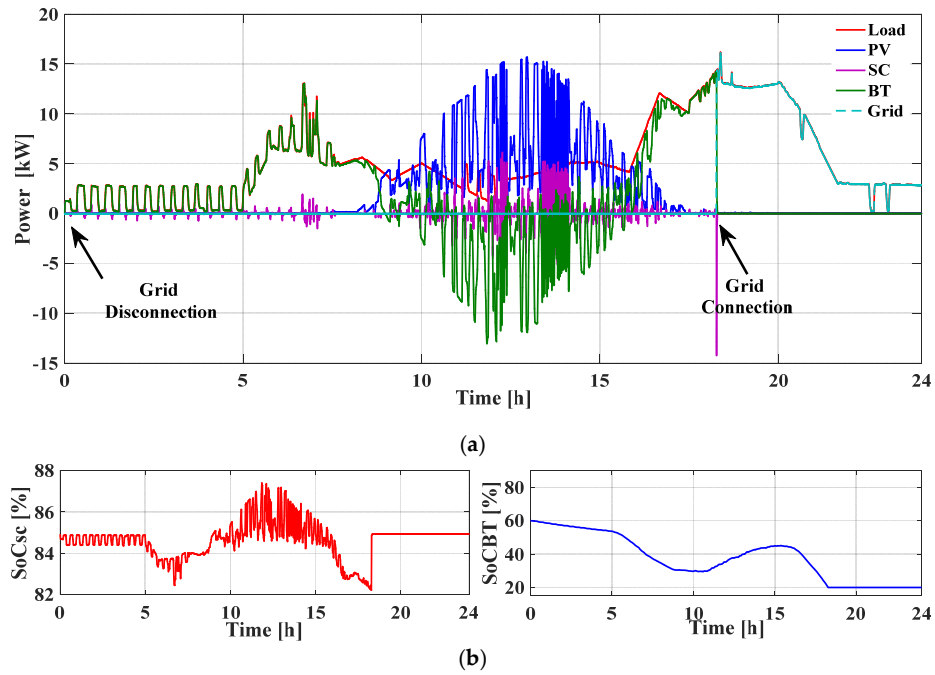 20
15
10
5
0
-5
-10
-15
Power [kW]
Load
PV
SC
BT
Grid
Grid
Disconnection
Grid
Connection
0 5 10 15 20 24
Time [h]
(a)
88
86
84
82
SoCsc [%]
0 5 10 15 20 24
Time [h]
80
60
40
20
SoCBT [%]
0 5 10 15 20 24
Time [h]
(b)